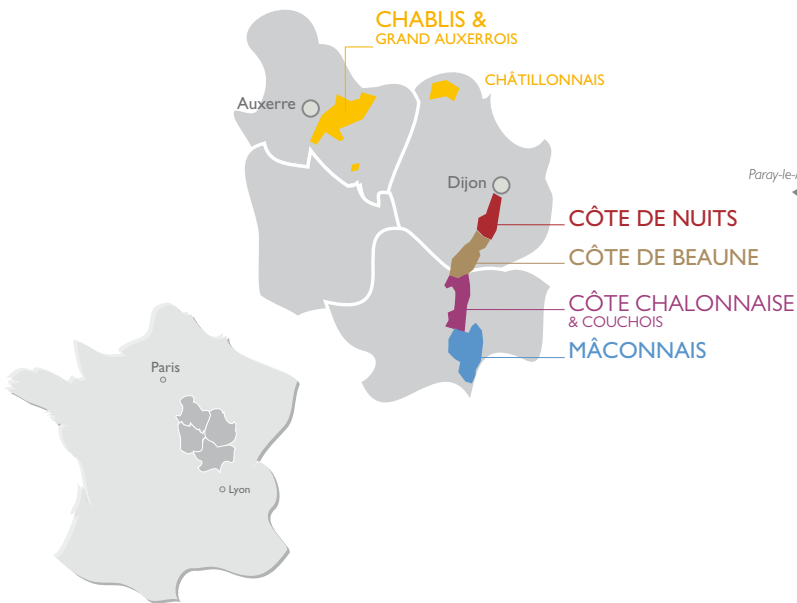 CHABLIS &
GRAND AUXERROIS
CHÂTILLONNAIS
Auxerre
Dijon
Paray-le-
CÔTE DE NUITS
CÔTE DE BEAUNE
CÔTE CHALONNAISE
& COUCHOIS
MÂCONNAIS
Paris
Lyon